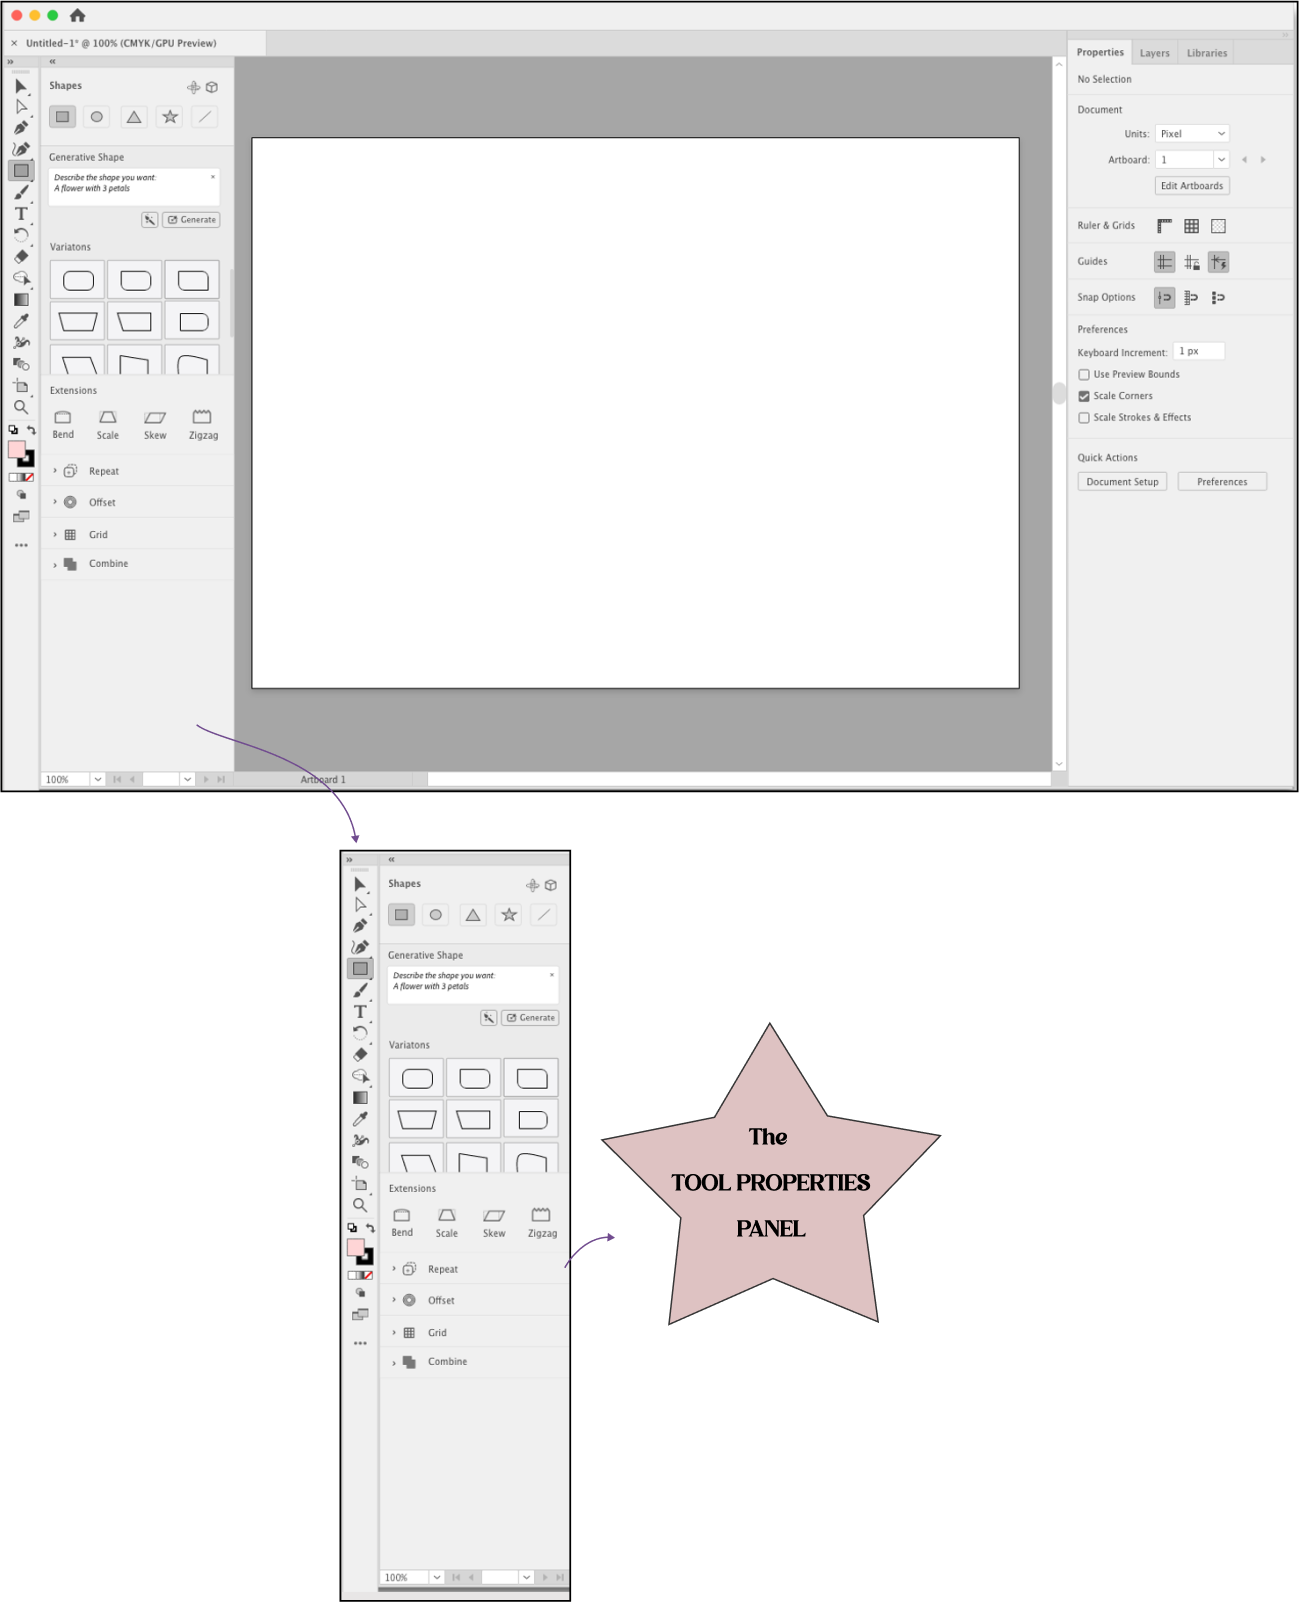 Untitled-1* @ 100% (CMYK/GPU Preview)
Shapes
Generative Shape
Describe the shape you want:
A flower with 3 petals
Generate
Variatons
Extensions
Bend Scale Skew Zigzag
Repeat
Offset
Grid
Combine
100%
Artboard 1
Properties Layers Libraries
No Selection
Document
Units: Pixel
Artboard: 1
Edit Artboards
Ruler & Grids
Guides
Snap Options
Preferences
Keyboard Increment: 1 px
Use Preview Bounds
Scale Corners
Scale Strokes & Effects
Quick Actions
Document Setup Preferences
Shapes
Generative Shape
Describe the shape you want:
A flower with 3 petals
Generate
Variatons
Extensions
Bend Scale Skew Zigzag
Repeat
Offset
Grid
Combine
100%
The
TOOL PROPERTIES
PANEL